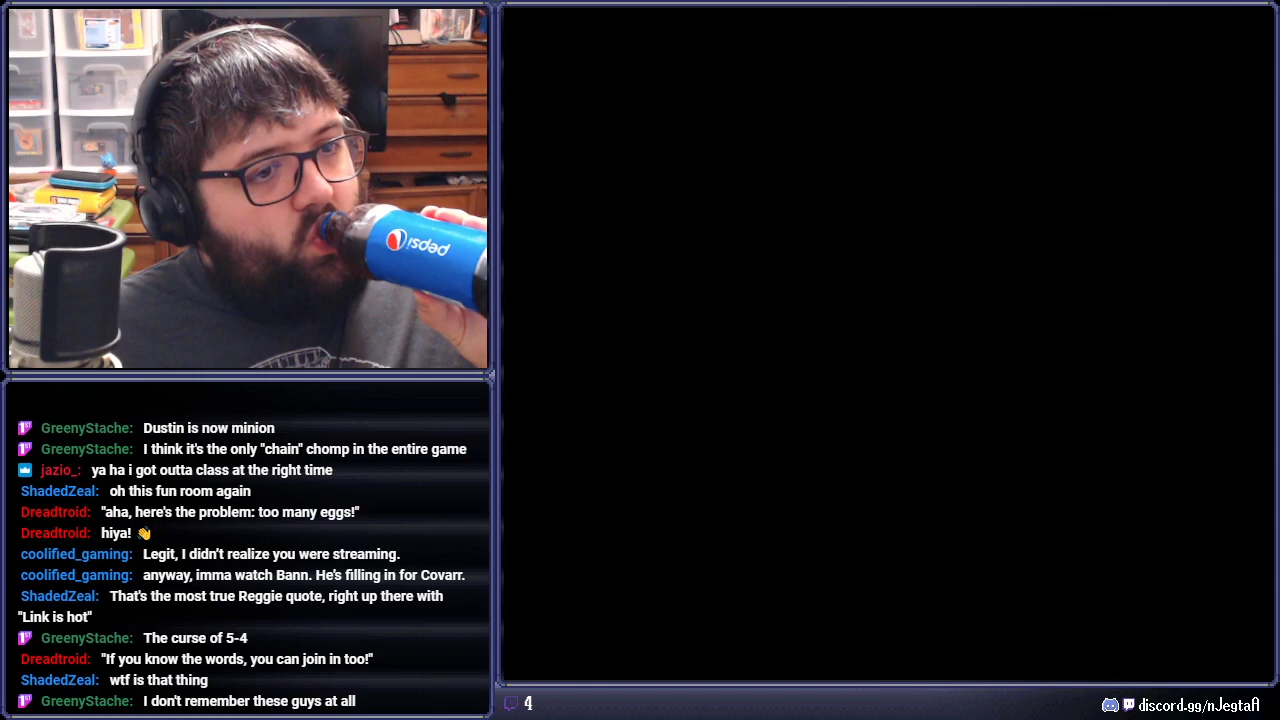 pepsi
GreenyStache: Dustin is now minion
GreenyStache: I think it's the only "chain" chomp in the entire game
jazio_: ya ha i got outta class at the right time
ShadedZeal: oh this fun room again
Dreadtroid: "aha, here's the problem: too many eggs!"
Dreadtroid: hiya! 👋
coolified_gaming: Legit, I didn't realize you were streaming.
coolified_gaming: anyway, imma watch Bann. He's filling in for Covarr.
ShadedZeal: That's the most true Reggie quote, right up there with
"Link is hot"
GreenyStache: The curse of 5-4
Dreadtroid: "If you know the words, you can join in too!"
ShadedZeal: wtf is that thing
GreenyStache: I don't remember these guys at all
4
discord.gg/nJegtaA